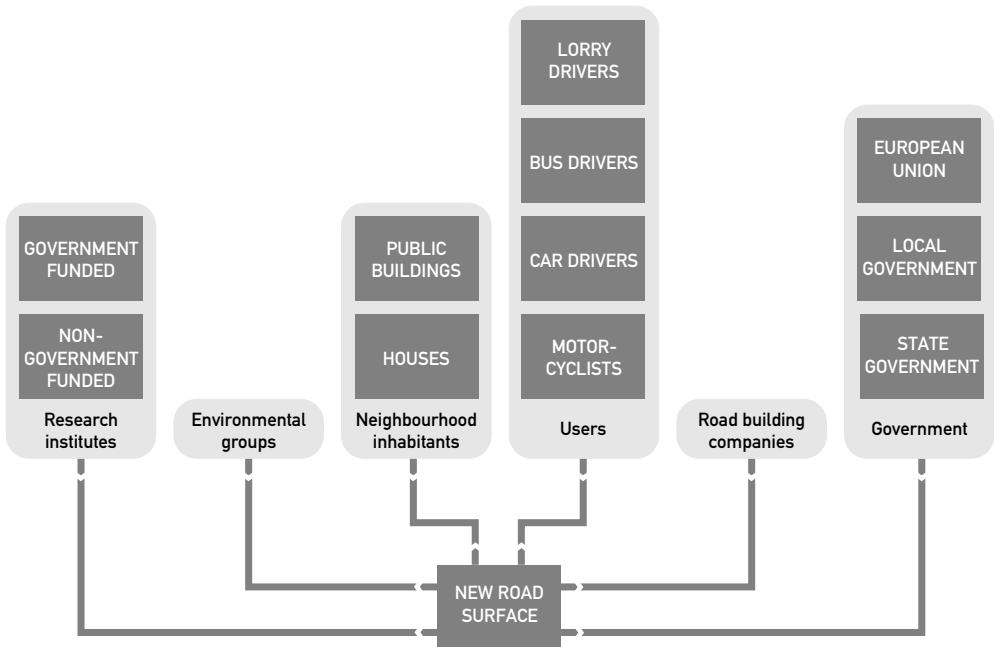 GOVERNMENT
FUNDED
NON-
GOVERNMENT
FUNDED
Research
institutes
Environmental
groups
PUBLIC
BUILDINGS
HOUSES
Neighbourhood
inhabitants
LORRY
DRIVERS
BUS DRIVERS
CAR DRIVERS
MOTOR-
CYCLISTS
Users
Road building
companies
EUROPEAN
UNION
LOCAL
GOVERNMENT
STATE
GOVERNMENT
Government
NEW ROAD
SURFACE